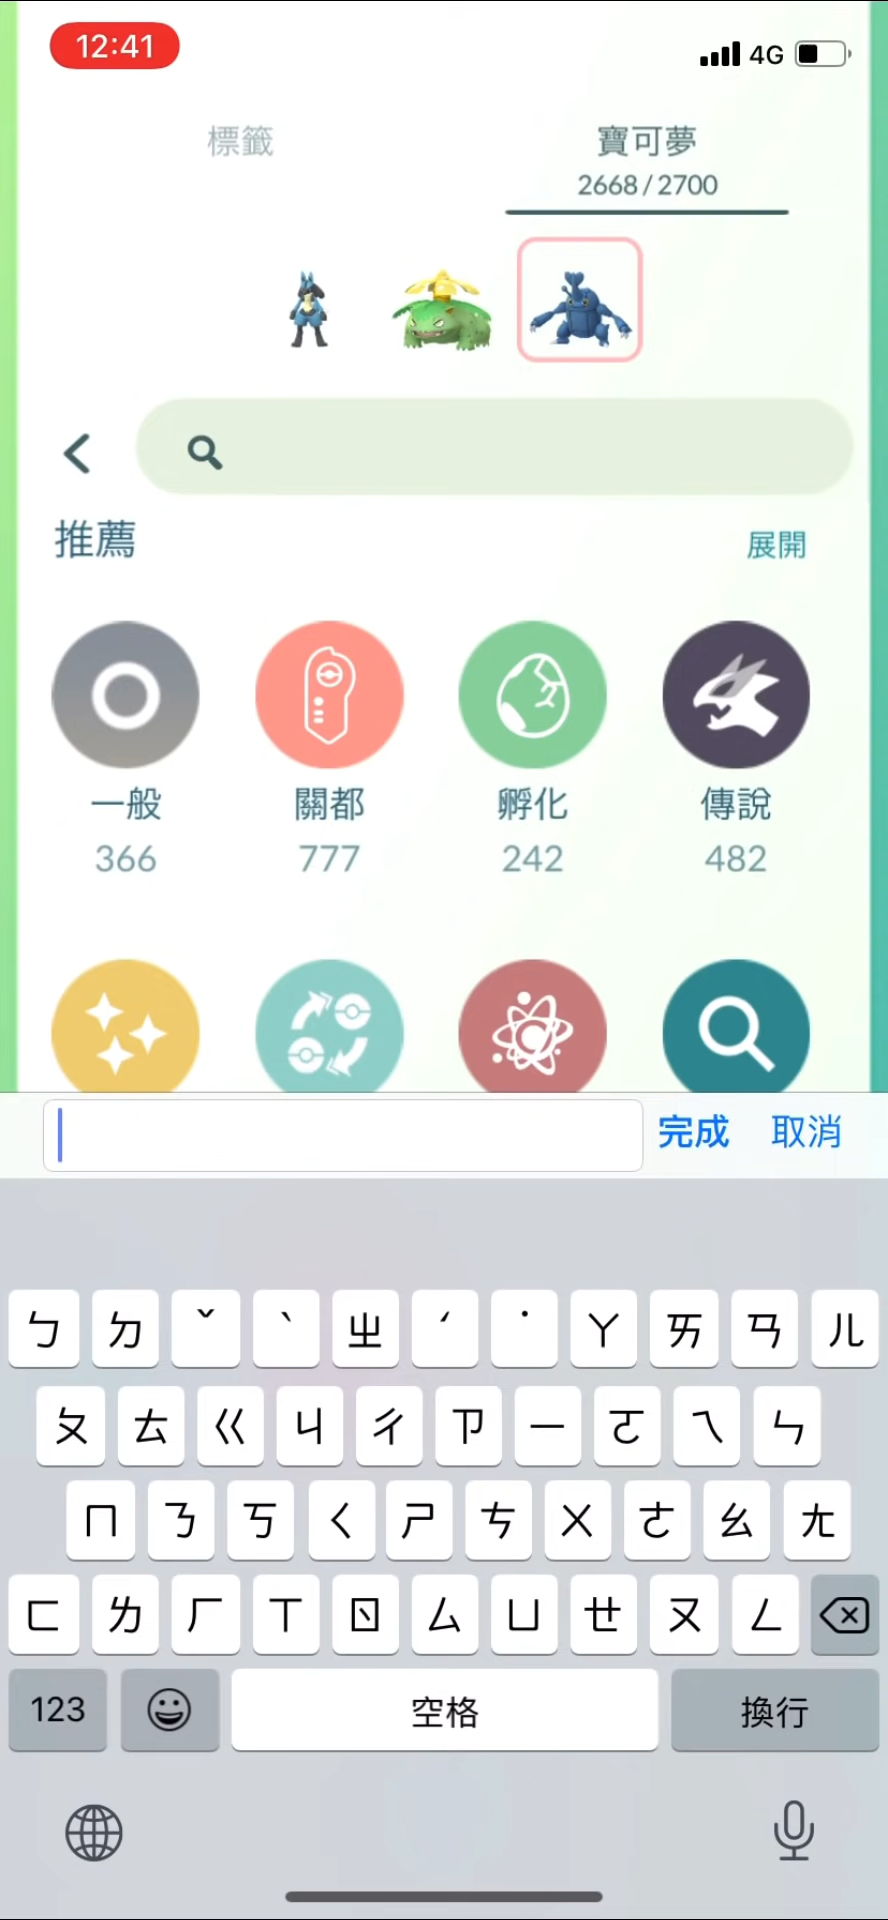 12:41
4G
標籤
寶可夢
2668/2700
推薦
展開
一般
關都
孵化
傳說
366
777
242
482
完成
取消
ㄅ ㄉ ˇ ˋ ㄓ ˊ ˙ ㄚ ㄞ ㄢ ㄦ
ㄆ ㄊ ㄍ ㄐ ㄔ ㄗ ㄧ ㄛ ㄟ ㄣ
ㄇ ㄋ ㄎ ㄑ ㄕ ㄘ ㄨ ㄜ ㄠ ㄤ
ㄈ ㄌ ㄏ ㄒ ㄖ ㄙ ㄩ ㄝ ㄡ ㄥ
123
空格
換行